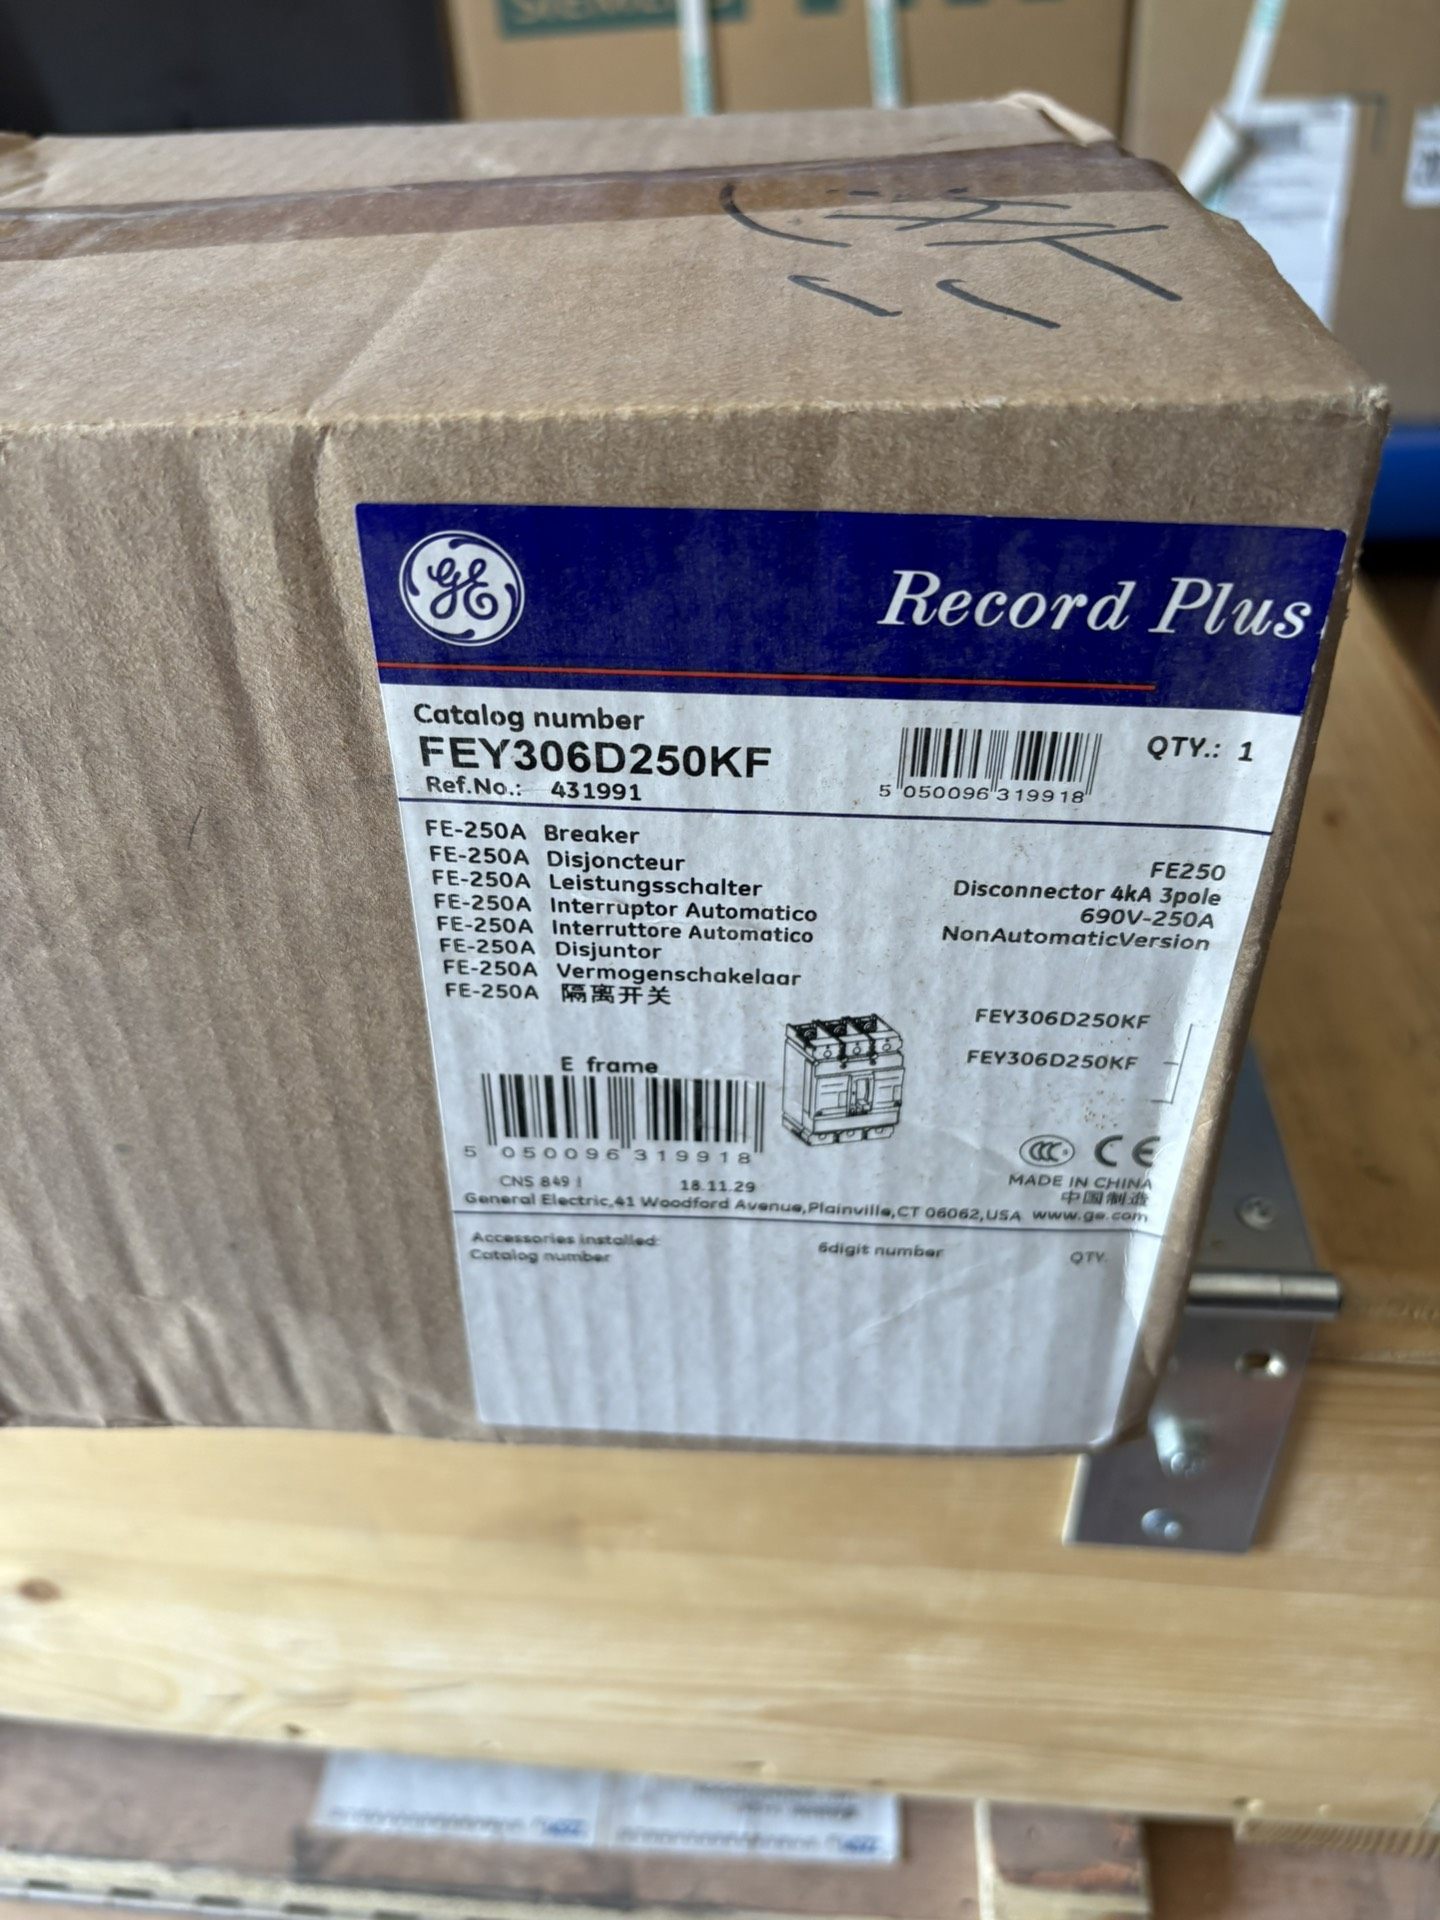 SIEMENS
GE
Record Plus
Catalog number
FEY306D250KF
Ref.No.: 431991
5 050096 319918
QTY.: 1
FE-250A Breaker
FE-250A Disjoncteur
FE-250A Leistungsschalter
FE-250A Interruptor Automatico
FE-250A Interruttore Automatico
FE-250A Disjuntor
FE-250A Vermogenschakelaar
FE-250A 隔离开关
FE250
Disconnector 4kA 3pole
690V-250A
NonAutomaticVersion
FEY306D250KF
FEY306D250KF
E frame
5 050096 319918
CNS 849 I 18.11.29
CCC CE
MADE IN CHINA
中国制造
General Electric,41 Woodford Avenue,Plainville,CT 06062,USA www.ge.com
Accessories installed:
Catalog number 6digit number QTY.